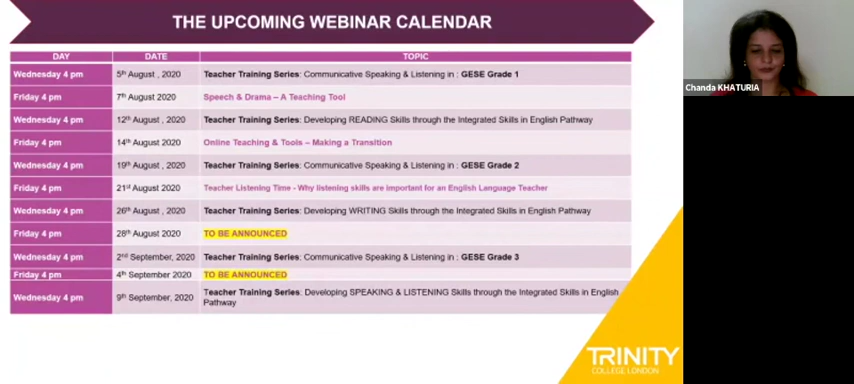 THE UPCOMING WEBINAR CALENDAR
DAY DATE TOPIC
Wednesday 4 pm 5th August , 2020 Teacher Training Series: Communicative Speaking & Listening in : GESE Grade 1
Friday 4 pm 7th August 2020 Speech & Drama – A Teaching Tool
Wednesday 4 pm 12th August , 2020 Teacher Training Series: Developing READING Skills through the Integrated Skills in English Pathway
Friday 4 pm 14th August 2020 Online Teaching & Tools – Making a Transition
Wednesday 4 pm 19th August , 2020 Teacher Training Series: Communicative Speaking & Listening in : GESE Grade 2
Friday 4 pm 21st August 2020 Teacher Listening Time - Why listening skills are important for an English Language Teacher
Wednesday 4 pm 26th August , 2020 Teacher Training Series: Developing WRITING Skills through the Integrated Skills in English Pathway
Friday 4 pm 28th August 2020 TO BE ANNOUNCED
Wednesday 4 pm 2nd September, 2020 Teacher Training Series: Communicative Speaking & Listening in : GESE Grade 3
Friday 4 pm 4th September 2020 TO BE ANNOUNCED
Wednesday 4 pm 9th September, 2020 Teacher Training Series: Developing SPEAKING & LISTENING Skills through the Integrated Skills in English
Pathway
TRINITY
COLLEGE LONDON
Chanda KHATURIA